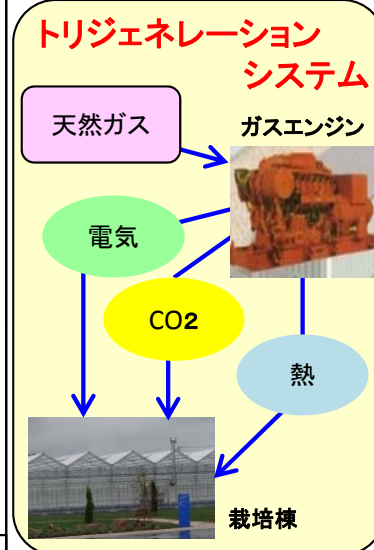 トリジェネレーション
システム
天然ガス
ガスエンジン
電気
CO2
熱
栽培棟